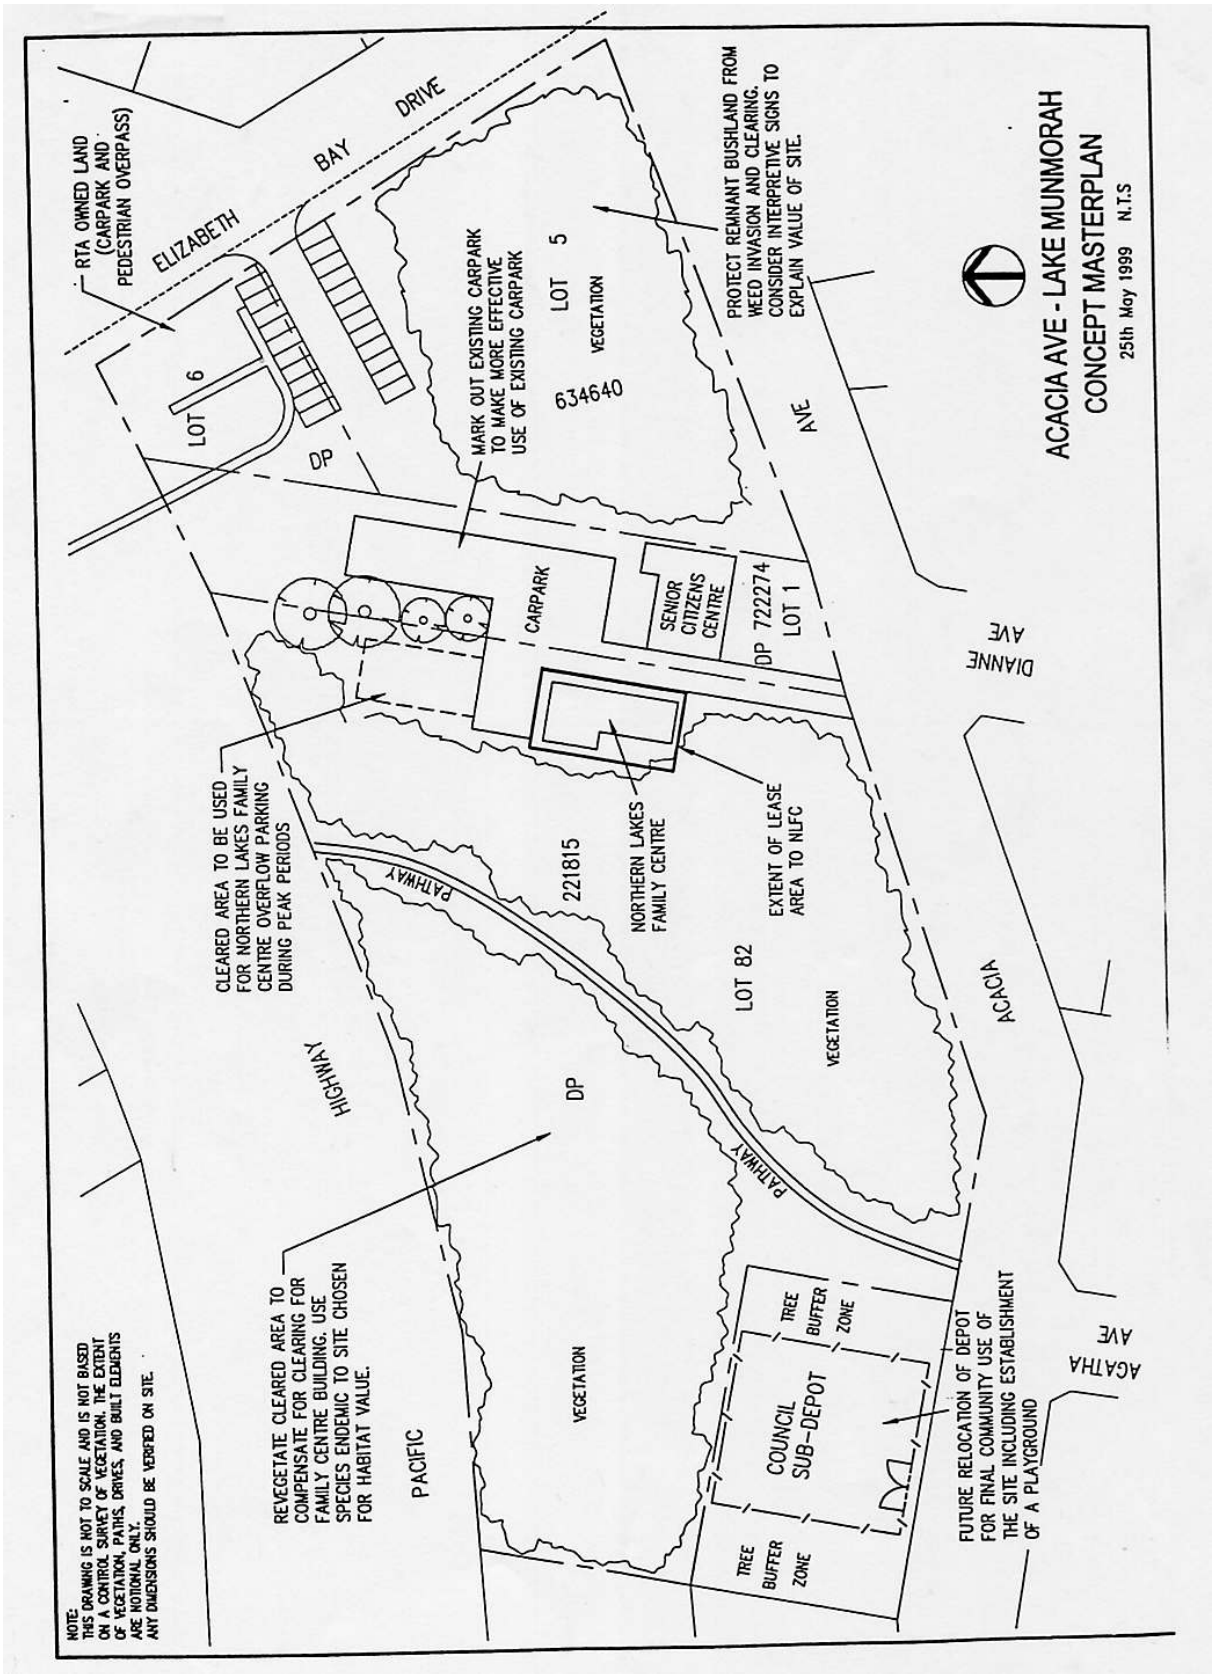 NOTE:
THIS DRAWING IS NOT TO SCALE AND IS NOT BASED
ON A CONTROL SURVEY OF VEGETATION. THE EXTENT
OF VEGETATION, PATHS, DRIVES, AND BUILT ELEMENTS
ARE NOTIONAL ONLY.
ANY DIMENSIONS SHOULD BE VERIFIED ON SITE.
REVEGETATE CLEARED AREA TO
COMPENSATE FOR CLEARING FOR
FAMILY CENTRE BUILDING. USE
SPECIES ENDEMIC TO SITE CHOSEN
FOR HABITAT VALUE.
CLEARED AREA TO BE USED
FOR NORTHERN LAKES FAMILY
CENTRE OVERFLOW PARKING
DURING PEAK PERIODS
RTA OWNED LAND
(CARPARK AND
PEDESTRIAN OVERPASS)
ELIZABETH
BAY
DRIVE
PACIFIC
HIGHWAY
LOT 6
DP
MARK OUT EXISTING CARPARK
TO MAKE MORE EFFECTIVE
USE OF EXISTING CARPARK
LOT 5
VEGETATION
634640
PATHWAY
CARPARK
SENIOR
CITIZENS
CENTRE
DP 722274
LOT 1
VEGETATION
DP
221815
NORTHERN LAKES
FAMILY CENTRE
LOT 82
VEGETATION
EXTENT OF LEASE
AREA TO NLFC
PROTECT REMNANT BUSHLAND FROM
WEED INVASION AND CLEARING.
CONSIDER INTERPRETIVE SIGNS TO
EXPLAIN VALUE OF SITE.
PATHWAY
TREE
BUFFER
ZONE
COUNCIL
SUB-DEPOT
TREE
BUFFER
ZONE
ACACIA
AVE
FUTURE RELOCATION OF DEPOT
FOR FINAL COMMUNITY USE OF
THE SITE INCLUDING ESTABLISHMENT
OF A PLAYGROUND
AGATHA
AVE
DIANNE
AVE
ACACIA AVE - LAKE MUNMORAH
CONCEPT MASTERPLAN
25th May 1999 N.T.S